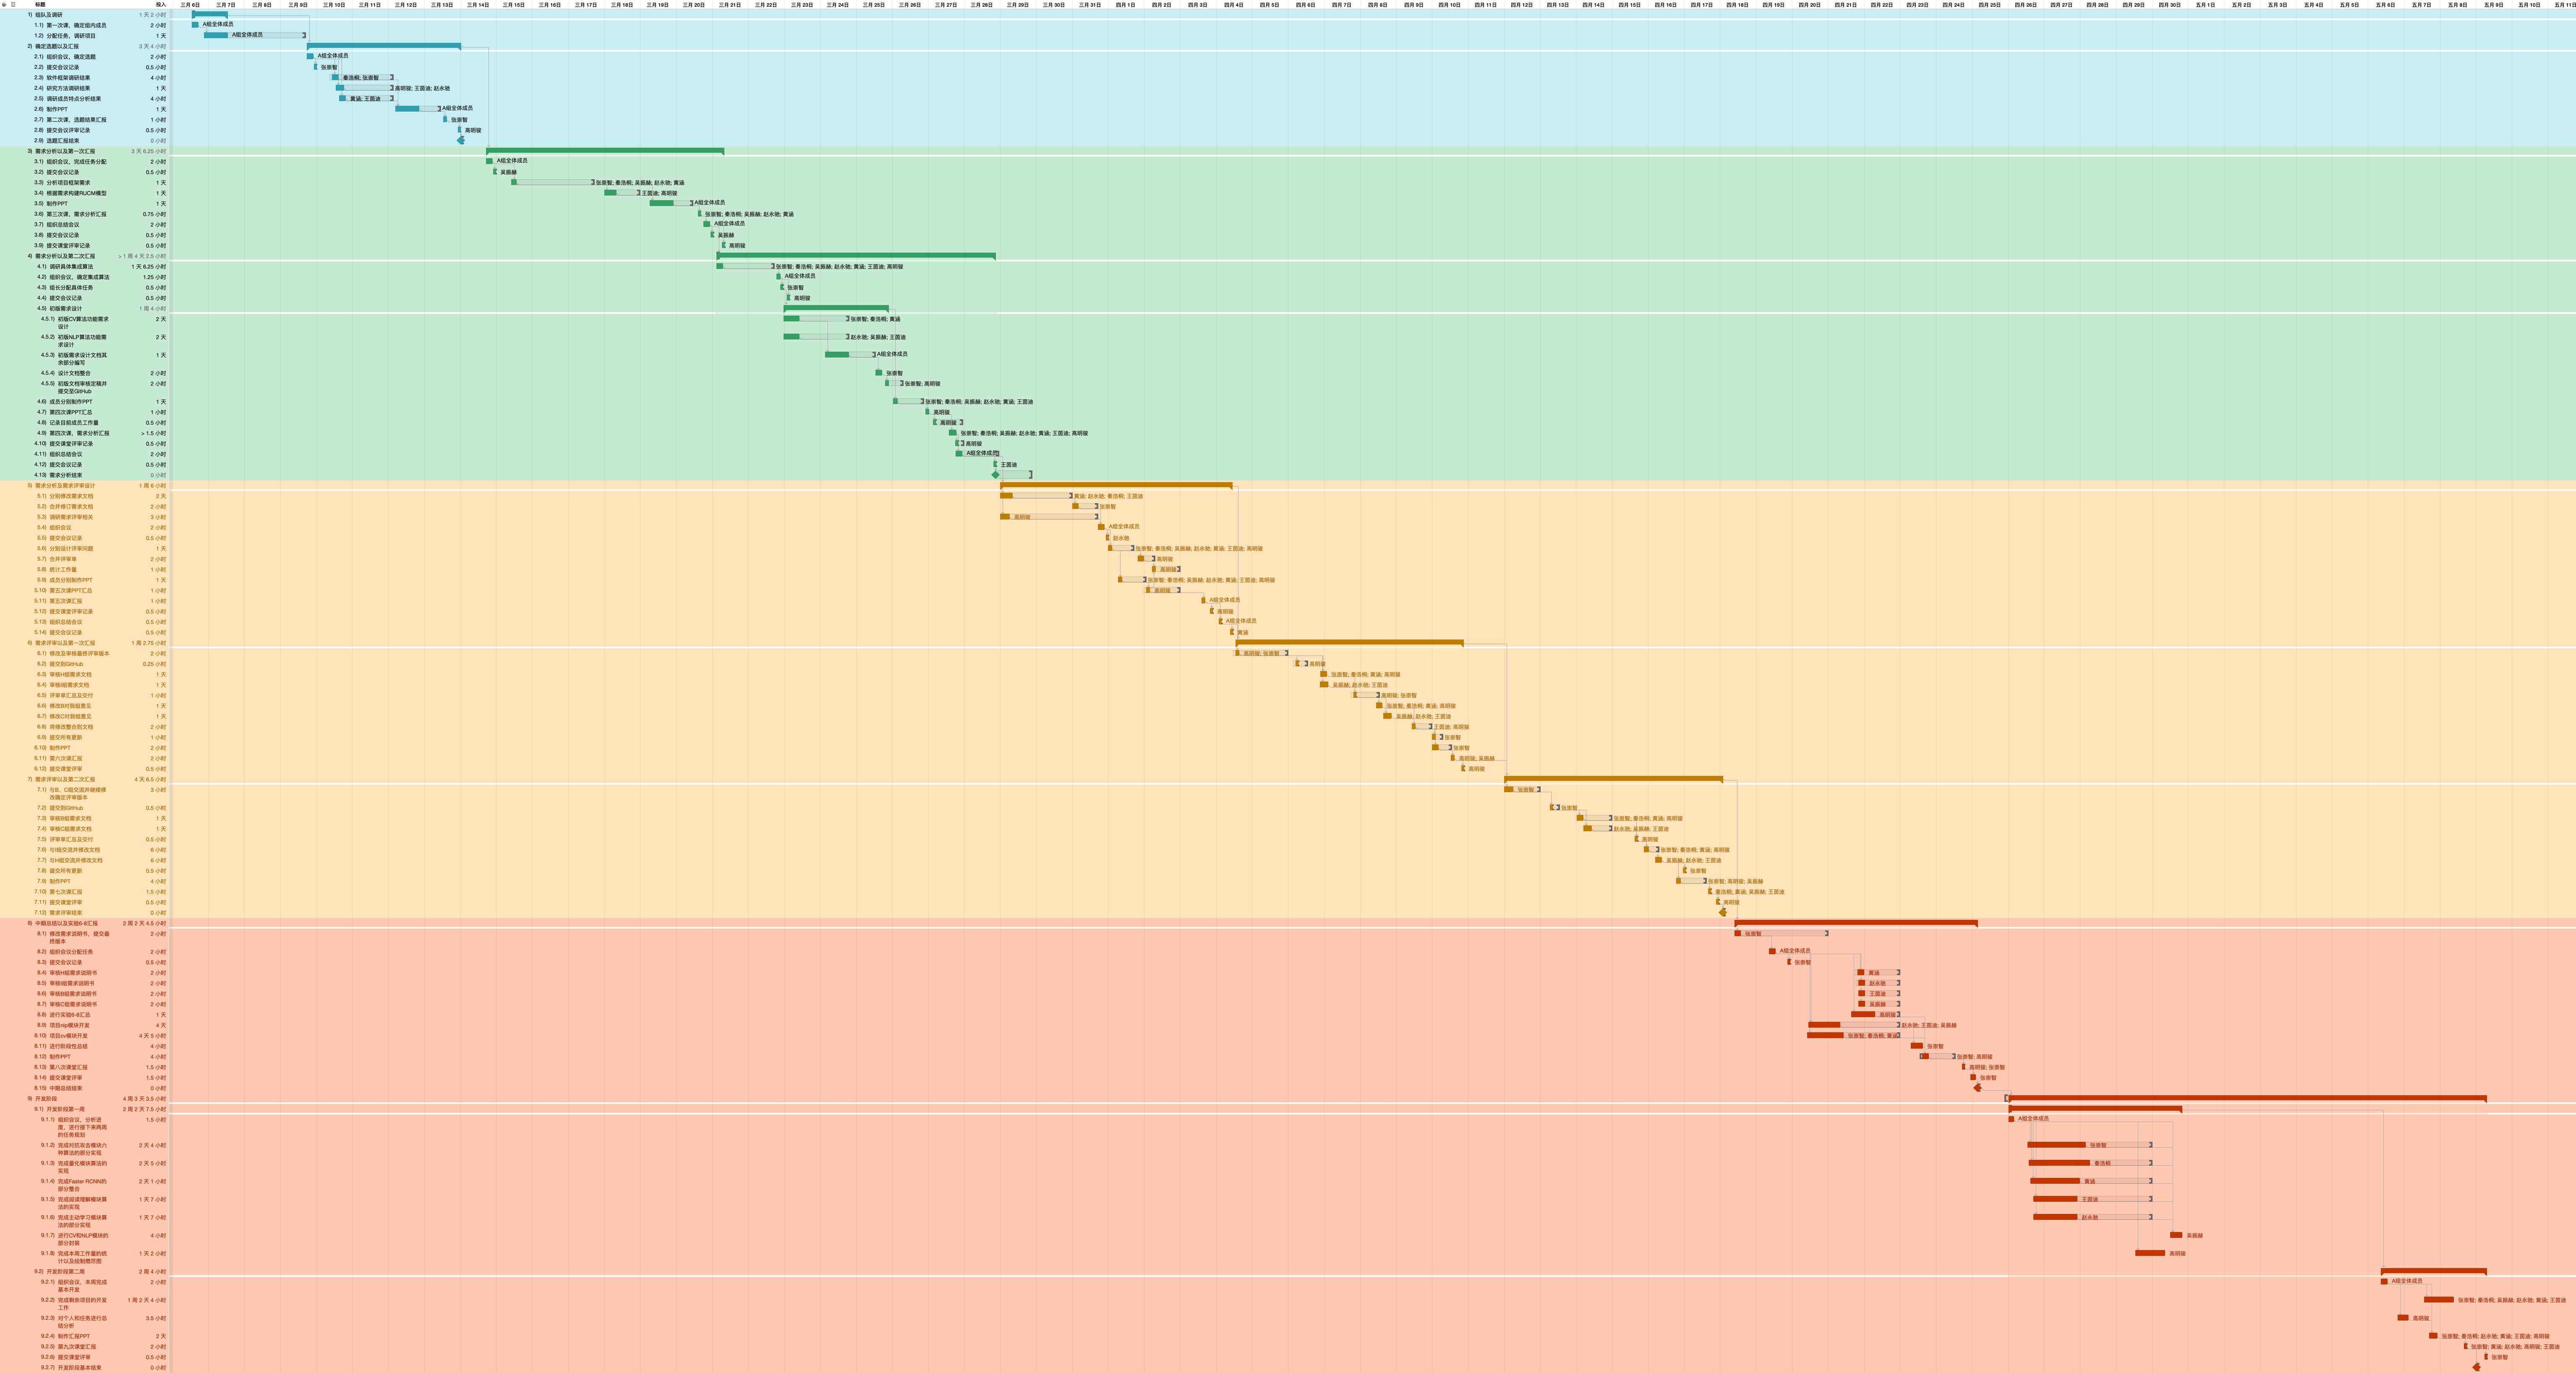 标题 投入 三月 6日 三月 7日 三月 8日 三月 9日 三月 10日 三月 11日 三月 12日 三月 13日 三月 14日 三月 15日 三月 16日 三月 17日 三月 18日 三月 19日 三月 20日 三月 21日 三月 22日 三月 23日 三月 24日 三月 25日 三月 26日 三月 27日 三月 28日 三月 29日 三月 30日 三月 31日 四月 1日 四月 2日 四月 3日 四月 4日 四月 5日 四月 6日 四月 7日 四月 8日 四月 9日 四月 10日 四月 11日 四月 12日 四月 13日 四月 14日 四月 15日 四月 16日 四月 17日 四月 18日 四月 19日 四月 20日 四月 21日 四月 22日 四月 23日 四月 24日 四月 25日 四月 26日 四月 27日 四月 28日 四月 29日 四月 30日 五月 1日 五月 2日 五月 3日 五月 4日 五月 5日 五月 6日 五月 7日 五月 8日 五月 9日 五月 10日 五月 11日
1) 组队及调研 1 天 2 小时
1.1) 第一次课，确定组内成员 2 小时 A组全体成员
1.2) 分配任务，调研项目 1 天 A组全体成员
2) 确定选题以及汇报 3 天 4 小时
2.1) 组织会议，确定选题 2 小时 A组全体成员
2.2) 提交会议记录 0.5 小时 张崇智
2.3) 软件框架调研结果 4 小时 秦浩桐; 张崇智
2.4) 研究方法调研结果 1 天 高明骏; 王茵迪; 赵永驰
2.5) 调研成员特点分析结果 4 小时 黄涵; 王茵迪
2.6) 制作PPT 1 天 A组全体成员
2.7) 第二次课，选题结果汇报 1 小时 张崇智
2.8) 提交会议评审记录 0.5 小时 高明骏
2.9) 选题汇报结束 0 小时
3) 需求分析以及第一次汇报 3 天 6.25 小时
3.1) 组织会议，完成任务分配 2 小时 A组全体成员
3.2) 提交会议记录 0.5 小时 吴振赫
3.3) 分析项目框架需求 1 天 张崇智; 秦浩桐; 吴振赫; 赵永驰; 黄涵
3.4) 根据需求构建RUCM模型 1 天 王茵迪; 高明骏
3.5) 制作PPT 1 天 A组全体成员
3.6) 第三次课，需求分析汇报 0.75 小时 张崇智; 秦浩桐; 吴振赫; 赵永驰; 黄涵
3.7) 组织总结会议 2 小时 A组全体成员
3.8) 提交会议记录 0.5 小时 吴振赫
3.9) 提交课堂评审记录 0.5 小时 高明骏
4) 需求分析以及第二次汇报 > 1 周 4 天 2.5 小时
4.1) 调研具体集成算法 1 天 6.25 小时 张崇智; 秦浩桐; 吴振赫; 赵永驰; 黄涵; 王茵迪; 高明骏
4.2) 组织会议，确定集成算法 1.25 小时 A组全体成员
4.3) 组长分配具体任务 0.5 小时 张崇智
4.4) 提交会议记录 0.5 小时 高明骏
4.5) 初版需求设计 1 周 4 小时
4.5.1) 初版CV算法功能需求 2 天 张崇智; 秦浩桐; 黄涵
设计
4.5.2) 初版NLP算法功能需 2 天 赵永驰; 吴振赫; 王茵迪
求设计
4.5.3) 初版需求设计文档其 1 天 A组全体成员
余部分编写
4.5.4) 设计文档整合 2 小时 张崇智
4.5.5) 初版文档审核定稿并 2 小时 张崇智; 高明骏
提交至GitHub
4.6) 成员分别制作PPT 1 天 张崇智; 秦浩桐; 吴振赫; 赵永驰; 黄涵; 王茵迪
4.7) 第四次课PPT汇总 1 小时 高明骏
4.8) 记录目前成员工作量 0.5 小时 高明骏
4.9) 第四次课，需求分析汇报 > 1.5 小时 张崇智; 秦浩桐; 吴振赫; 赵永驰; 黄涵; 王茵迪; 高明骏
4.10) 提交课堂评审记录 0.5 小时 高明骏
4.11) 组织总结会议 2 小时 A组全体成员
4.12) 提交会议记录 0.5 小时 王茵迪
4.13) 需求分析结束 0 小时
5) 需求分析及需求评审设计 1 周 6 小时
5.1) 分别修改需求文档 2 天 黄涵; 赵永驰; 秦浩桐; 王茵迪
5.2) 合并修订需求文档 2 小时 张崇智
5.3) 调研需求评审相关 3 小时 高明骏
5.4) 组织会议 2 小时 A组全体成员
5.5) 提交会议记录 0.5 小时 赵永驰
5.6) 分别设计评审问题 1 天 张崇智; 秦浩桐; 吴振赫; 赵永驰; 黄涵; 王茵迪; 高明骏
5.7) 合并评审单 2 小时 高明骏
5.8) 统计工作量 1 小时 高明骏
5.9) 成员分别制作PPT 1 天 张崇智; 秦浩桐; 吴振赫; 赵永驰; 黄涵; 王茵迪; 高明骏
5.10) 第五次课PPT汇总 1 小时 高明骏
5.11) 第五次课汇报 1 小时 A组全体成员
5.12) 提交课堂评审记录 0.5 小时 高明骏
5.13) 组织总结会议 0.5 小时 A组全体成员
5.14) 提交会议记录 0.5 小时 黄涵
6) 需求评审以及第一次汇报 1 周 2.75 小时
6.1) 修改及审核最终评审版本 2 小时 高明骏; 张崇智
6.2) 提交到GitHub 0.25 小时 高明骏
6.3) 审核H组需求文档 1 天 张崇智; 秦浩桐; 黄涵; 高明骏
6.4) 审核I组需求文档 1 天 吴振赫; 赵永驰; 王茵迪
6.5) 评审单汇总及交付 1 小时 高明骏; 张崇智
6.6) 修改B对我组意见 1 天 张崇智; 秦浩桐; 黄涵; 高明骏
6.7) 修改C对我组意见 1 天 吴振赫; 赵永驰; 王茵迪
6.8) 将修改整合到文档 2 小时 王茵迪; 高明骏
6.9) 提交所有更新 1 小时 张崇智
6.10) 制作PPT 2 小时 张崇智
6.11) 第六次课汇报 2 小时 高明骏; 吴振赫
6.12) 提交课堂评审 0.5 小时 高明骏
7) 需求评审以及第二次汇报 4 天 6.5 小时
7.1) 与B，C组交流并继续修 3 小时 张崇智
改确定评审版本
7.2) 提交到GitHub 0.5 小时 张崇智
7.3) 审核B组需求文档 1 天 张崇智; 秦浩桐; 黄涵; 高明骏
7.4) 审核C组需求文档 1 天 赵永驰; 吴振赫; 王茵迪
7.5) 评审单汇总及交付 0.5 小时 高明骏
7.6) 与I组交流并修改文档 6 小时 张崇智; 秦浩桐; 黄涵; 高明骏
7.7) 与H组交流并修改文档 6 小时 吴振赫; 赵永驰; 王茵迪
7.8) 提交所有更新 0.5 小时 张崇智
7.9) 制作PPT 4 小时 张崇智; 高明骏; 吴振赫
7.10) 第七次课汇报 1.5 小时 秦浩桐; 黄涵; 吴振赫; 王茵迪
7.11) 提交课堂评审 0.5 小时 高明骏
7.12) 需求评审结束 0 小时
8) 中期总结以及实验6-8汇报 2 周 2 天 4.5 小时
8.1) 修改需求说明书，提交最 2 小时 张崇智
终版本
8.2) 组织会议分配任务 2 小时 A组全体成员
8.3) 提交会议记录 0.5 小时 张崇智
8.4) 审核H组需求说明书 2 小时 黄涵
8.5) 审核I组需求说明书 2 小时 赵永驰
8.6) 审核B组需求说明书 2 小时 王茵迪
8.7) 审核C组需求说明书 2 小时 吴振赫
8.8) 进行实验6-8汇总 1 天 高明骏
8.9) 项目nlp模块开发 4 天 赵永驰; 王茵迪; 吴振赫
8.10) 项目cv模块开发 4 天 5 小时 张崇智; 秦浩桐; 黄涵
8.11) 进行阶段性总结 4 小时 张崇智
8.12) 制作PPT 4 小时 张崇智; 高明骏
8.13) 第八次课堂汇报 1.5 小时 高明骏; 张崇智
8.14) 提交课堂评审 1.5 小时 张崇智
8.15) 中期总结结束 0 小时
9) 开发阶段 4 周 3 天 3.5 小时
9.1) 开发阶段第一周 2 周 2 天 7.5 小时
9.1.1) 组织会议，分析进 1.5 小时 A组全体成员
度，进行接下来两周
的任务规划
9.1.2) 完成对抗攻击模块六 2 天 4 小时 张崇智
种算法的部分实现
9.1.3) 完成量化模块算法的 2 天 5 小时 秦浩桐
实现
9.1.4) 完成Faster RCNN的 2 天 1 小时 黄涵
部分整合
9.1.5) 完成阅读理解模块算 1 天 7 小时 王茵迪
法的实现
9.1.6) 完成主动学习模块算 1 天 7 小时 赵永驰
法的部分实现
9.1.7) 进行CV和NLP模块的 4 小时 吴振赫
部分封装
9.1.8) 完成本周工作量的统 1 天 2 小时 高明骏
计以及绘制燃尽图
9.2) 开发阶段第二周 2 周 4 小时
9.2.1) 组织会议，本周完成 2 小时 A组全体成员
基本开发
9.2.2) 完成剩余项目的开发 1 周 2 天 4 小时 张崇智; 秦浩桐; 吴振赫; 赵永驰; 黄涵; 王茵迪
工作
9.2.3) 对个人和任务进行总 3.5 小时 高明骏
结分析
9.2.4) 制作汇报PPT 2 天 张崇智; 秦浩桐; 赵永驰; 黄涵; 王茵迪; 高明骏
9.2.5) 第九次课堂汇报 2 小时 张崇智; 黄涵; 赵永驰; 高明骏; 王茵迪
9.2.6) 提交课堂评审 0.5 小时 张崇智
9.2.7) 开发阶段基本结束 0 小时